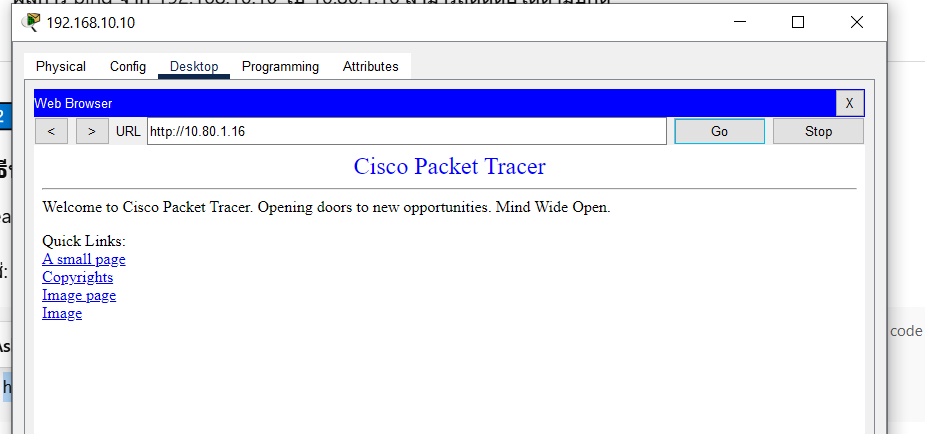 192.168.10.10
Physical Config Desktop Programming Attributes
Web Browser X
< > URL http://10.80.1.16 Go Stop
Cisco Packet Tracer
Welcome to Cisco Packet Tracer. Opening doors to new opportunities. Mind Wide Open.
Quick Links:
A small page
Copyrights
Image page
Image
code